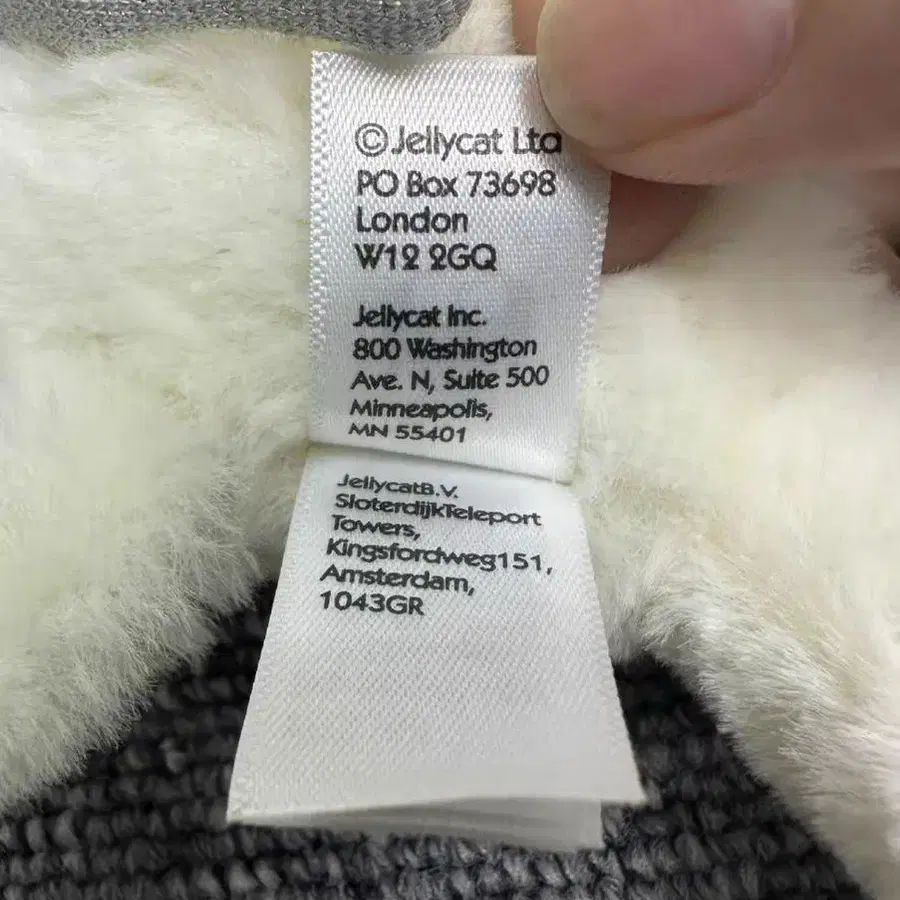 ©Jellycat Ltd
PO Box 73698
London
W12 2GQ
Jellycat Inc.
800 Washington
Ave. N, Suite 500
Minneapolis,
MN 55401
JellycatB.V.
SloterdijkTeleport
Towers,
Kingsfordweg151,
Amsterdam,
1043GR